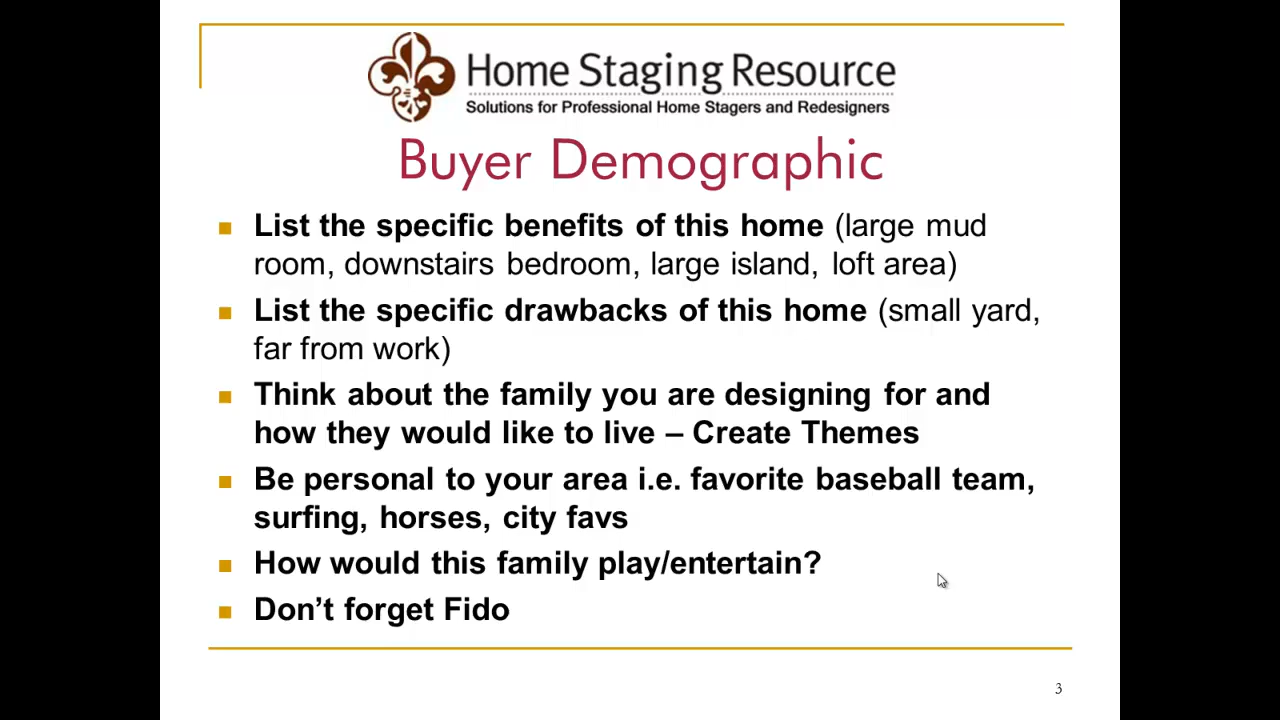 Home Staging Resource
Solutions for Professional Home Stagers and Redesigners
Buyer Demographic
List the specific benefits of this home (large mud
room, downstairs bedroom, large island, loft area)
List the specific drawbacks of this home (small yard,
far from work)
Think about the family you are designing for and
how they would like to live – Create Themes
Be personal to your area i.e. favorite baseball team,
surfing, horses, city favs
How would this family play/entertain?
Don’t forget Fido
3